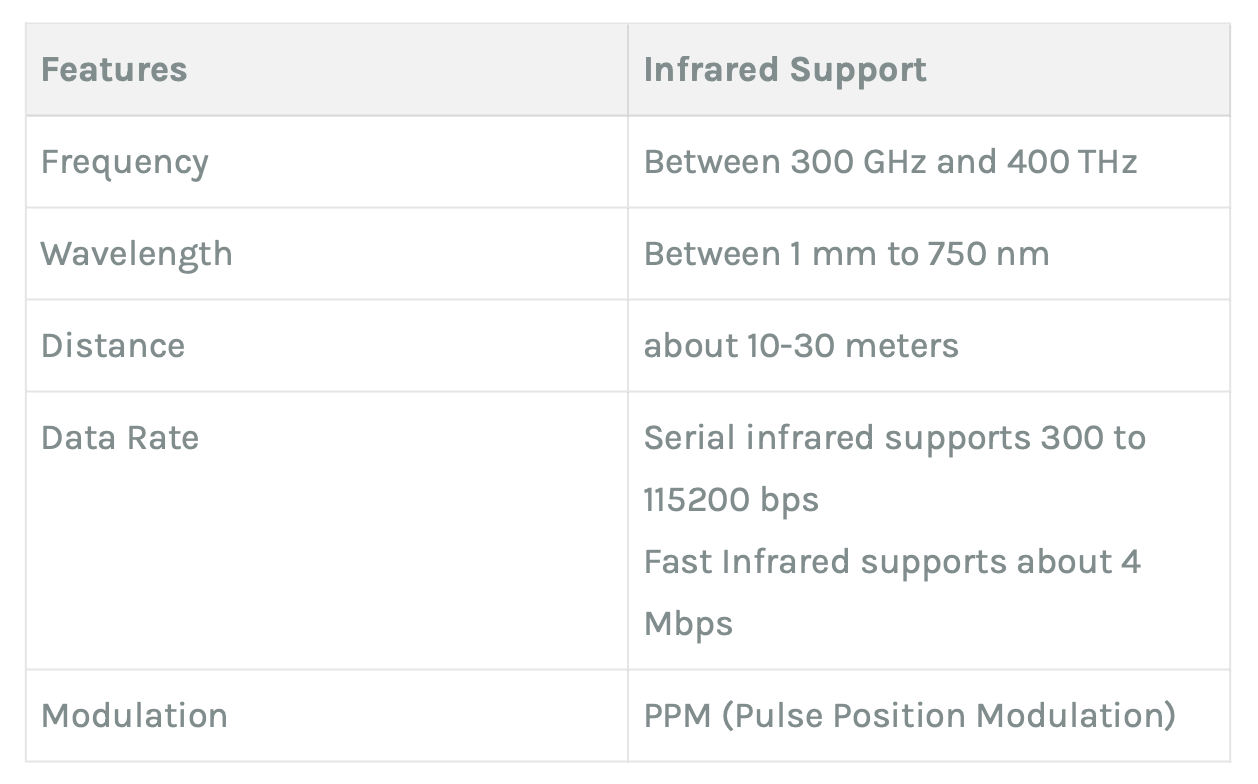 Features
Infrared Support
Frequency
Between 300 GHz and 400 THz
Wavelength
Between 1 mm to 750 nm
Distance
about 10-30 meters
Data Rate
Serial infrared supports 300 to
115200 bps
Fast Infrared supports about 4
Mbps
Modulation
PPM (Pulse Position Modulation)